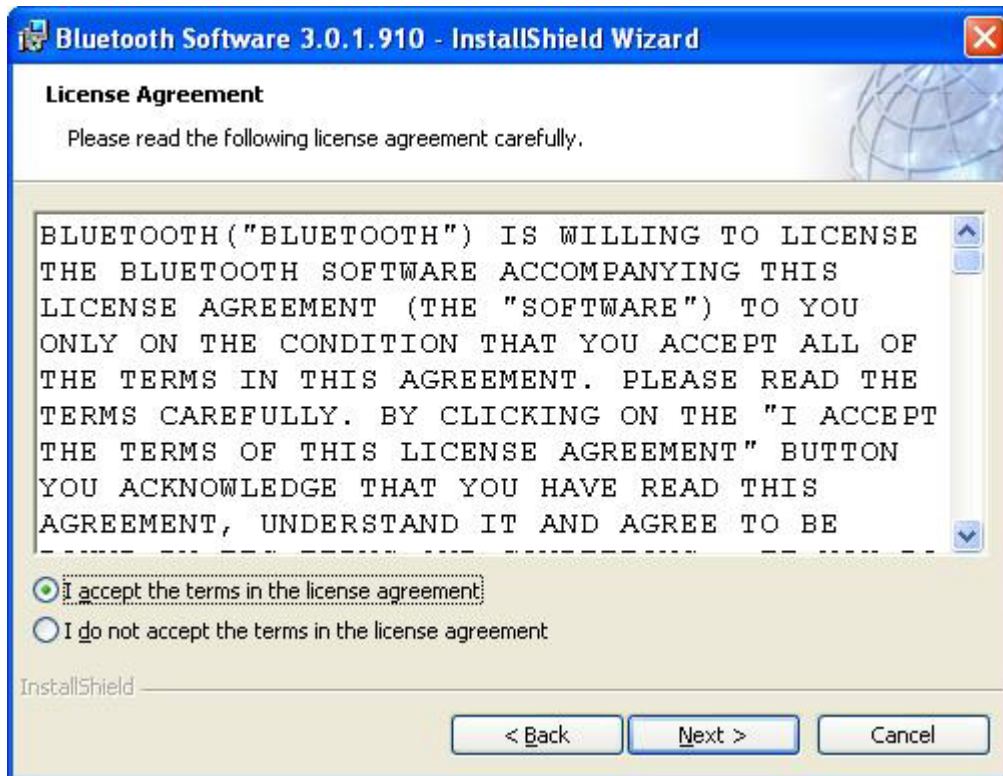 Bluetooth Software 3.0.1.910 - InstallShield Wizard
License Agreement
Please read the following license agreement carefully.
BLUETOOTH("BLUETOOTH") IS WILLING TO LICENSE
THE BLUETOOTH SOFTWARE ACCOMPANYING THIS
LICENSE AGREEMENT (THE "SOFTWARE") TO YOU
ONLY ON THE CONDITION THAT YOU ACCEPT ALL OF
THE TERMS IN THIS AGREEMENT. PLEASE READ THE
TERMS CAREFULLY. BY CLICKING ON THE "I ACCEPT
THE TERMS OF THIS LICENSE AGREEMENT" BUTTON
YOU ACKNOWLEDGE THAT YOU HAVE READ THIS
AGREEMENT, UNDERSTAND IT AND AGREE TO BE
I accept the terms in the license agreement
I do not accept the terms in the license agreement
InstallShield
< Back Next > Cancel